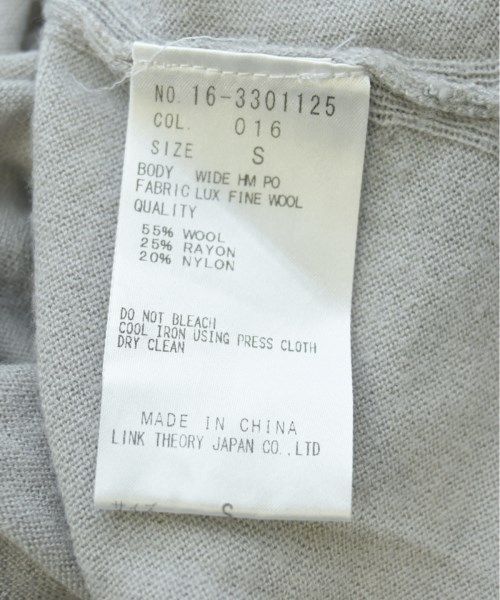 NO. 16-3301125
COL. 016
SIZE S
BODY WIDE HM PO
FABRIC LUX FINE WOOL
QUALITY
55% WOOL
25% RAYON
20% NYLON
DO NOT BLEACH
COOL IRON USING PRESS CLOTH
DRY CLEAN
MADE IN CHINA
LINK THEORY JAPAN CO.,LTD
S